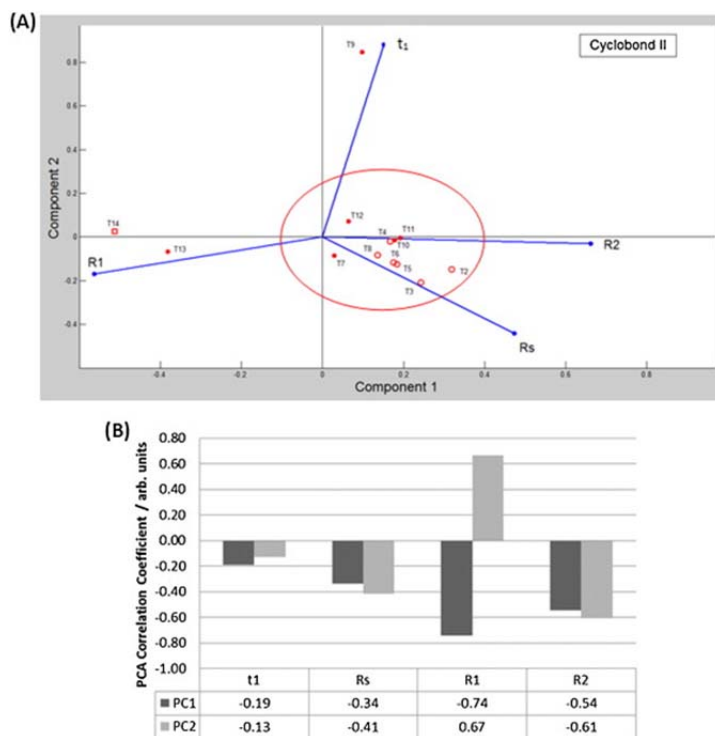 (A)
Cyclobond II
0.8
0.6
0.4
0.2
0
-0.2
-0.4
Component 2
T9
t1
T12
T4
T11
T10
R2
T14
T13
R1
T7
T8
T6
T5
T2
T3
Rs
-0.4 -0.2 0 0.2 0.4 0.6 0.8
Component 1
(B)
PCA Correlation Coefficient / arb. units
0.80
0.60
0.40
0.20
0.00
-0.20
-0.40
-0.60
-0.80
-1.00
t1 Rs R1 R2
PC1 -0.19 -0.34 -0.74 -0.54
PC2 -0.13 -0.41 0.67 -0.61